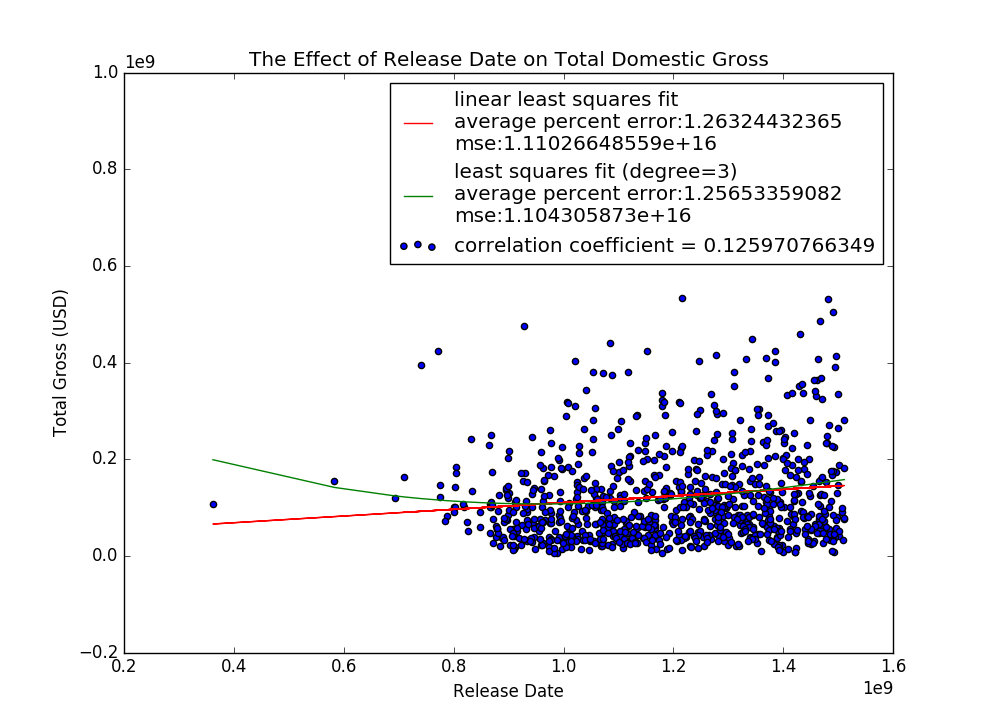 The Effect of Release Date on Total Domestic Gross
1e9
1.0
0.8
0.6
0.4
0.2
0.0
−0.2
Total Gross (USD)
linear least squares fit
average percent error:1.26324432365
mse:1.11026648559e+16
least squares fit (degree=3)
average percent error:1.25653359082
mse:1.104305873e+16
correlation coefficient = 0.125970766349
0.2 0.4 0.6 0.8 1.0 1.2 1.4 1.6
Release Date
1e9